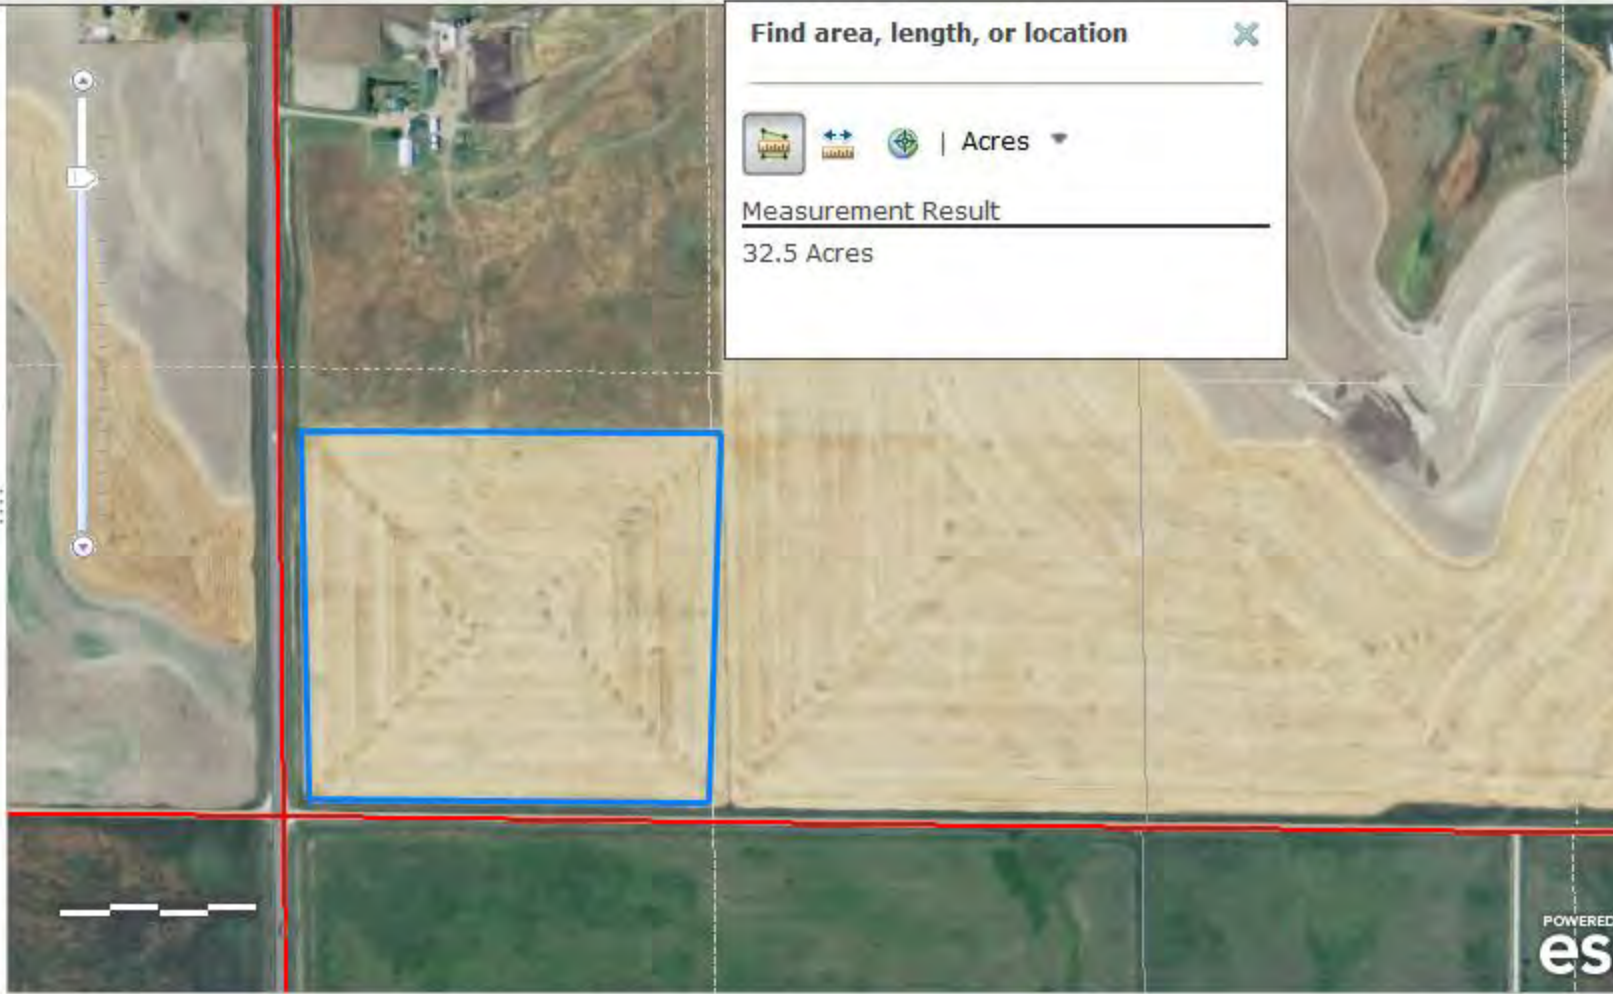 Find area, length, or location
| Acres
Measurement Result
32.5 Acres
POWERED
es